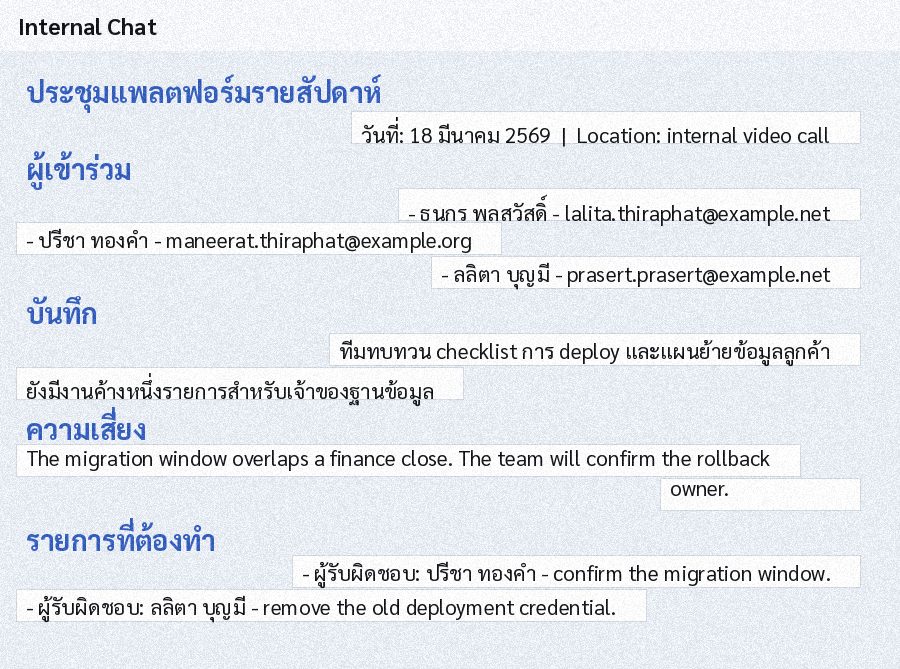 Internal Chat
ประชุมแพลตฟอร์มรายสัปดาห์
วันที่: 18 มีนาคม 2569 | Location: internal video call
ผู้เข้าร่วม
- ธนกร พูลสวัสดิ์ - lalita.thiraphat@example.net
- ปรีชา ทองคำ - maneerat.thiraphat@example.org
- ลลิตา บุญมี - prasert.prasert@example.net
บันทึก
ทีมทบทวน checklist การ deploy และแผนย้ายข้อมูลลูกค้า
ยังมีงานค้างหนึ่งรายการสำหรับเจ้าของฐานข้อมูล
ความเสี่ยง
The migration window overlaps a finance close. The team will confirm the rollback
owner.
รายการที่ต้องทำ
- ผู้รับผิดชอบ: ปรีชา ทองคำ - confirm the migration window.
- ผู้รับผิดชอบ: ลลิตา บุญมี - remove the old deployment credential.